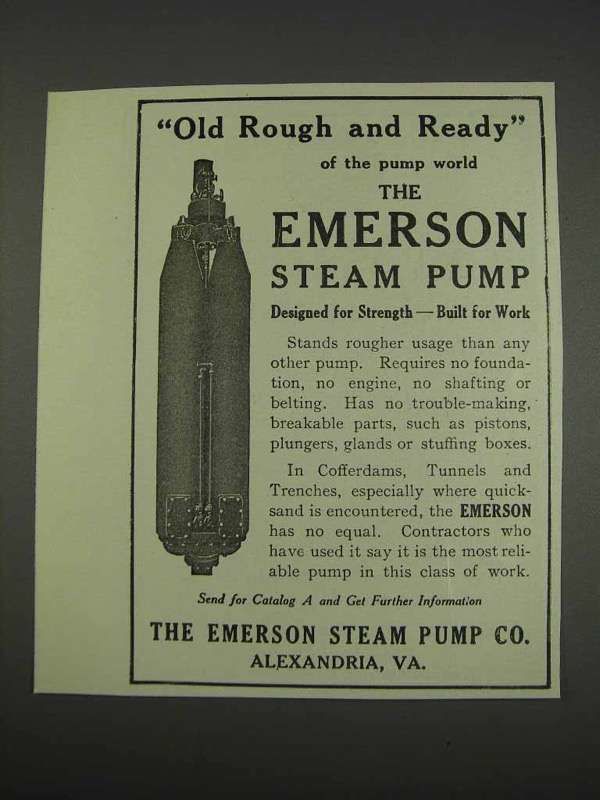 "Old Rough and Ready"
of the pump world
THE
EMERSON
STEAM PUMP
Designed for Strength — Built for Work
Stands rougher usage than any
other pump. Requires no founda-
tion, no engine, no shafting or
belting. Has no trouble-making,
breakable parts, such as pistons,
plungers, glands or stuffing boxes.
In Cofferdams, Tunnels and
Trenches, especially where quick-
sand is encountered, the EMERSON
has no equal. Contractors who
have used it say it is the most reli-
able pump in this class of work.
Send for Catalog A and Get Further Information
THE EMERSON STEAM PUMP CO.
ALEXANDRIA, VA.